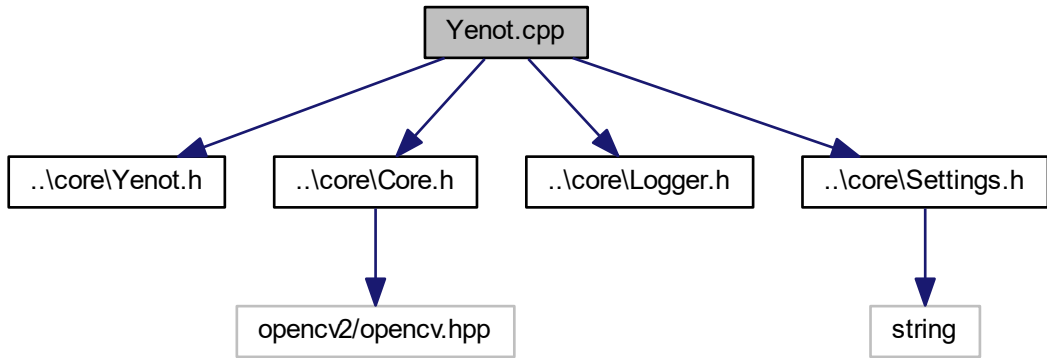 Yenot.cpp
..\core\Yenot.h
..\core\Core.h
..\core\Logger.h
..\core\Settings.h
opencv2/opencv.hpp
string